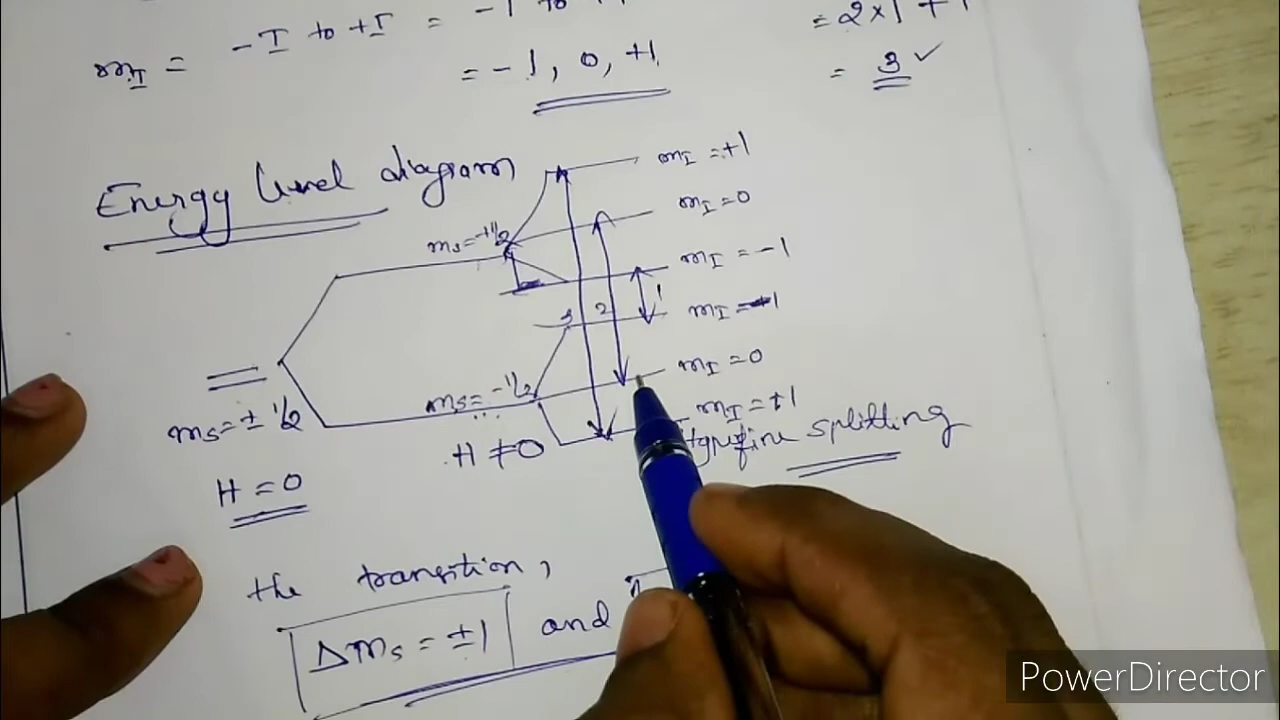 mI = -I to +I = -1 to
= 2×1+1
= -1, 0, +1
= 3 ✓
Energy level diagram
mI = +1
mI = 0
ms = +1/2
mI = -1
3 2 1
mI = -1
mI = 0
ms = -1/2
ms = ± 1/2
mI = +1
H ≠ 0
splitting
H = 0
the transition,
Δms = ±1 and
PowerDirector